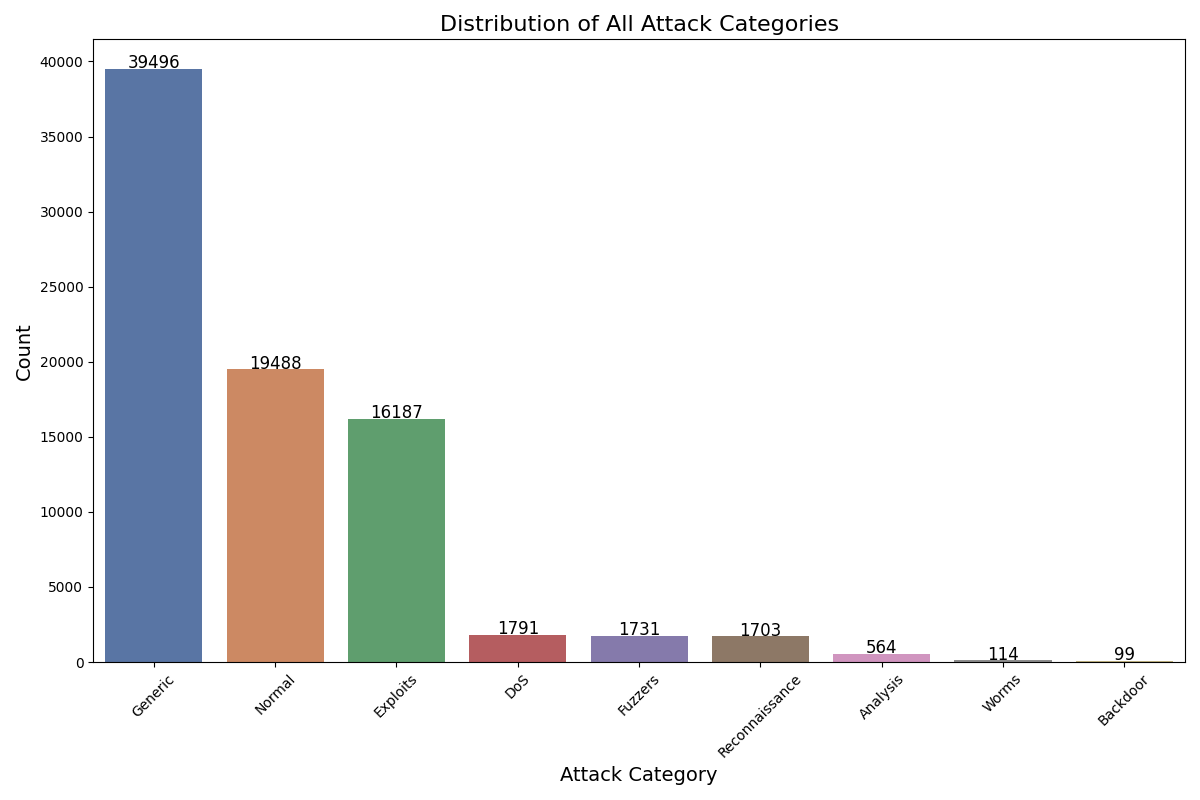 Distribution of All Attack Categories
Count
40000
35000
30000
25000
20000
15000
10000
5000
0
39496
19488
16187
1791
1731
1703
564
114
99
Generic
Normal
Exploits
DoS
Fuzzers
Reconnaissance
Analysis
Worms
Backdoor
Attack Category